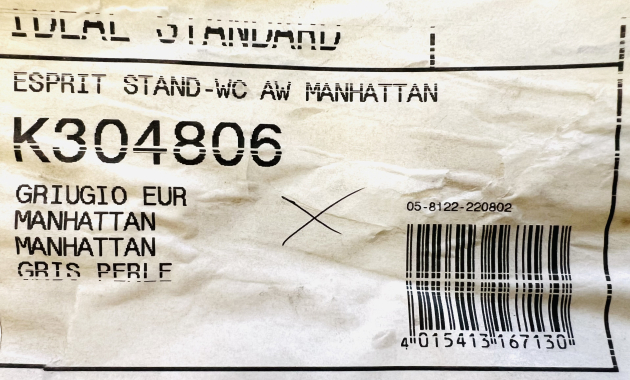 IDEAL STANDARD
ESPRIT STAND-WC AW MANHATTAN
K304806
GRIUGIO EUR
MANHATTAN
MANHATTAN
GRIS PERLE
05-8122-220802
4 015413 167130